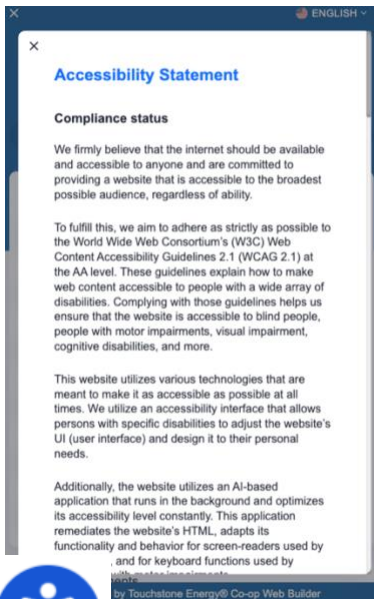 ENGLISH
Accessibility Statement
Compliance status
We firmly believe that the internet should be available
and accessible to anyone and are committed to
providing a website that is accessible to the broadest
possible audience, regardless of ability.
To fulfill this, we aim to adhere as strictly as possible to
the World Wide Web Consortium's (W3C) Web
Content Accessibility Guidelines 2.1 (WCAG 2.1) at
the AA level. These guidelines explain how to make
web content accessible to people with a wide array of
disabilities. Complying with those guidelines helps us
ensure that the website is accessible to blind people,
people with motor impairments, visual impairment,
cognitive disabilities, and more.
This website utilizes various technologies that are
meant to make it as accessible as possible at all
times. We utilize an accessibility interface that allows
persons with specific disabilities to adjust the website's
UI (user interface) and design it to their personal
needs.
Additionally, the website utilizes an AI-based
application that runs in the background and optimizes
its accessibility level constantly. This application
remediates the website's HTML, adapts its
functionality and behavior for screen-readers used by
, and for keyboard functions used by
by Touchstone Energy® Co-op Web Builder